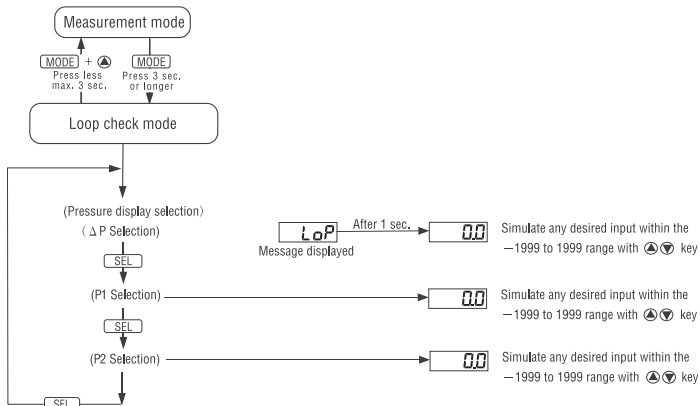 Measurement mode
MODE + ▲
Press less
max. 3 sec.
MODE
Press 3 sec.
or longer
Loop check mode
(Pressure display selection)
(ΔP Selection)
LoP
After 1 sec.
0.0
Message displayed
Simulate any desired input within the
−1999 to 1999 range with ▲▼ key
SEL
(P1 Selection)
0.0
Simulate any desired input within the
−1999 to 1999 range with ▲▼ key
SEL
(P2 Selection)
0.0
Simulate any desired input within the
−1999 to 1999 range with ▲▼ key
SEL